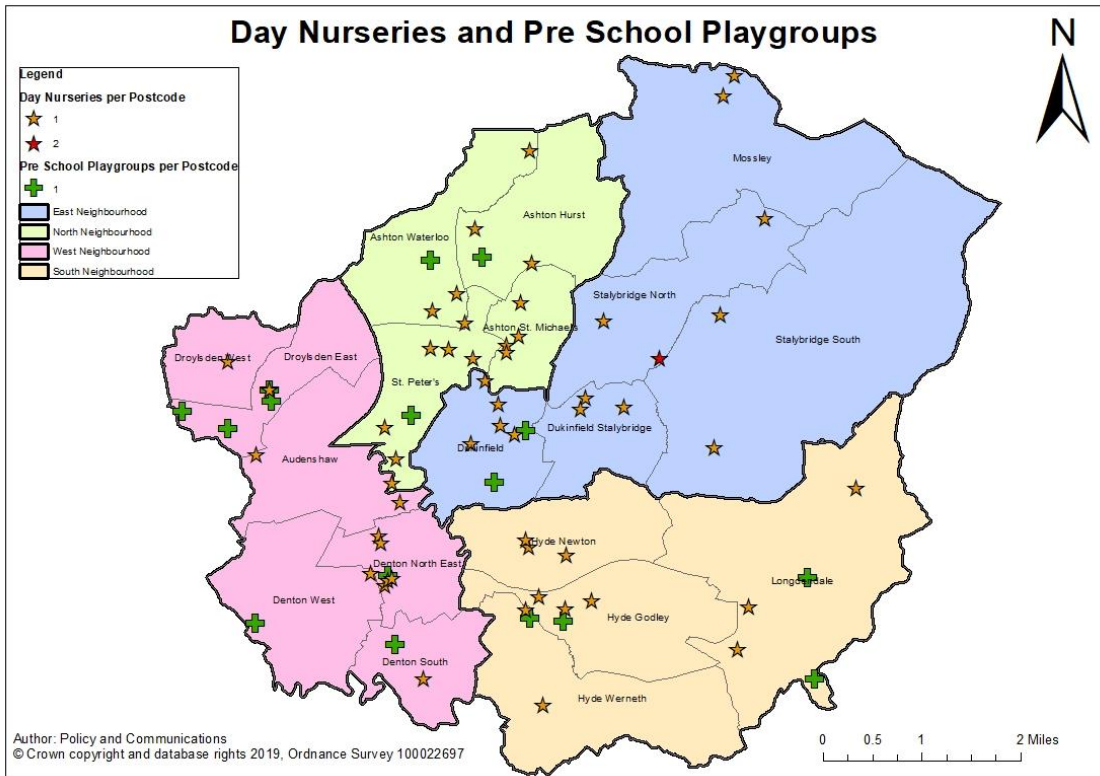 Day Nurseries and Pre School Playgroups
N
Legend
Day Nurseries per Postcode
1
2
Pre School Playgroups per Postcode
1
East Neighbourhood
North Neighbourhood
West Neighbourhood
South Neighbourhood
Mossley
Ashton Hurst
Ashton Waterloo
Stalybridge North
Ashton St. Michaels
Stalybridge South
Droylsden West
Droylsden East
St. Peter's
Dukinfield Stalybridge
Dukinfield
Audenshaw
Hyde Newton
Denton North East
Longdendale
Denton West
Hyde Godley
Denton South
Hyde Werneth
Author: Policy and Communications
© Crown copyright and database rights 2019, Ordnance Survey 100022697
0 0.5 1 2 Miles